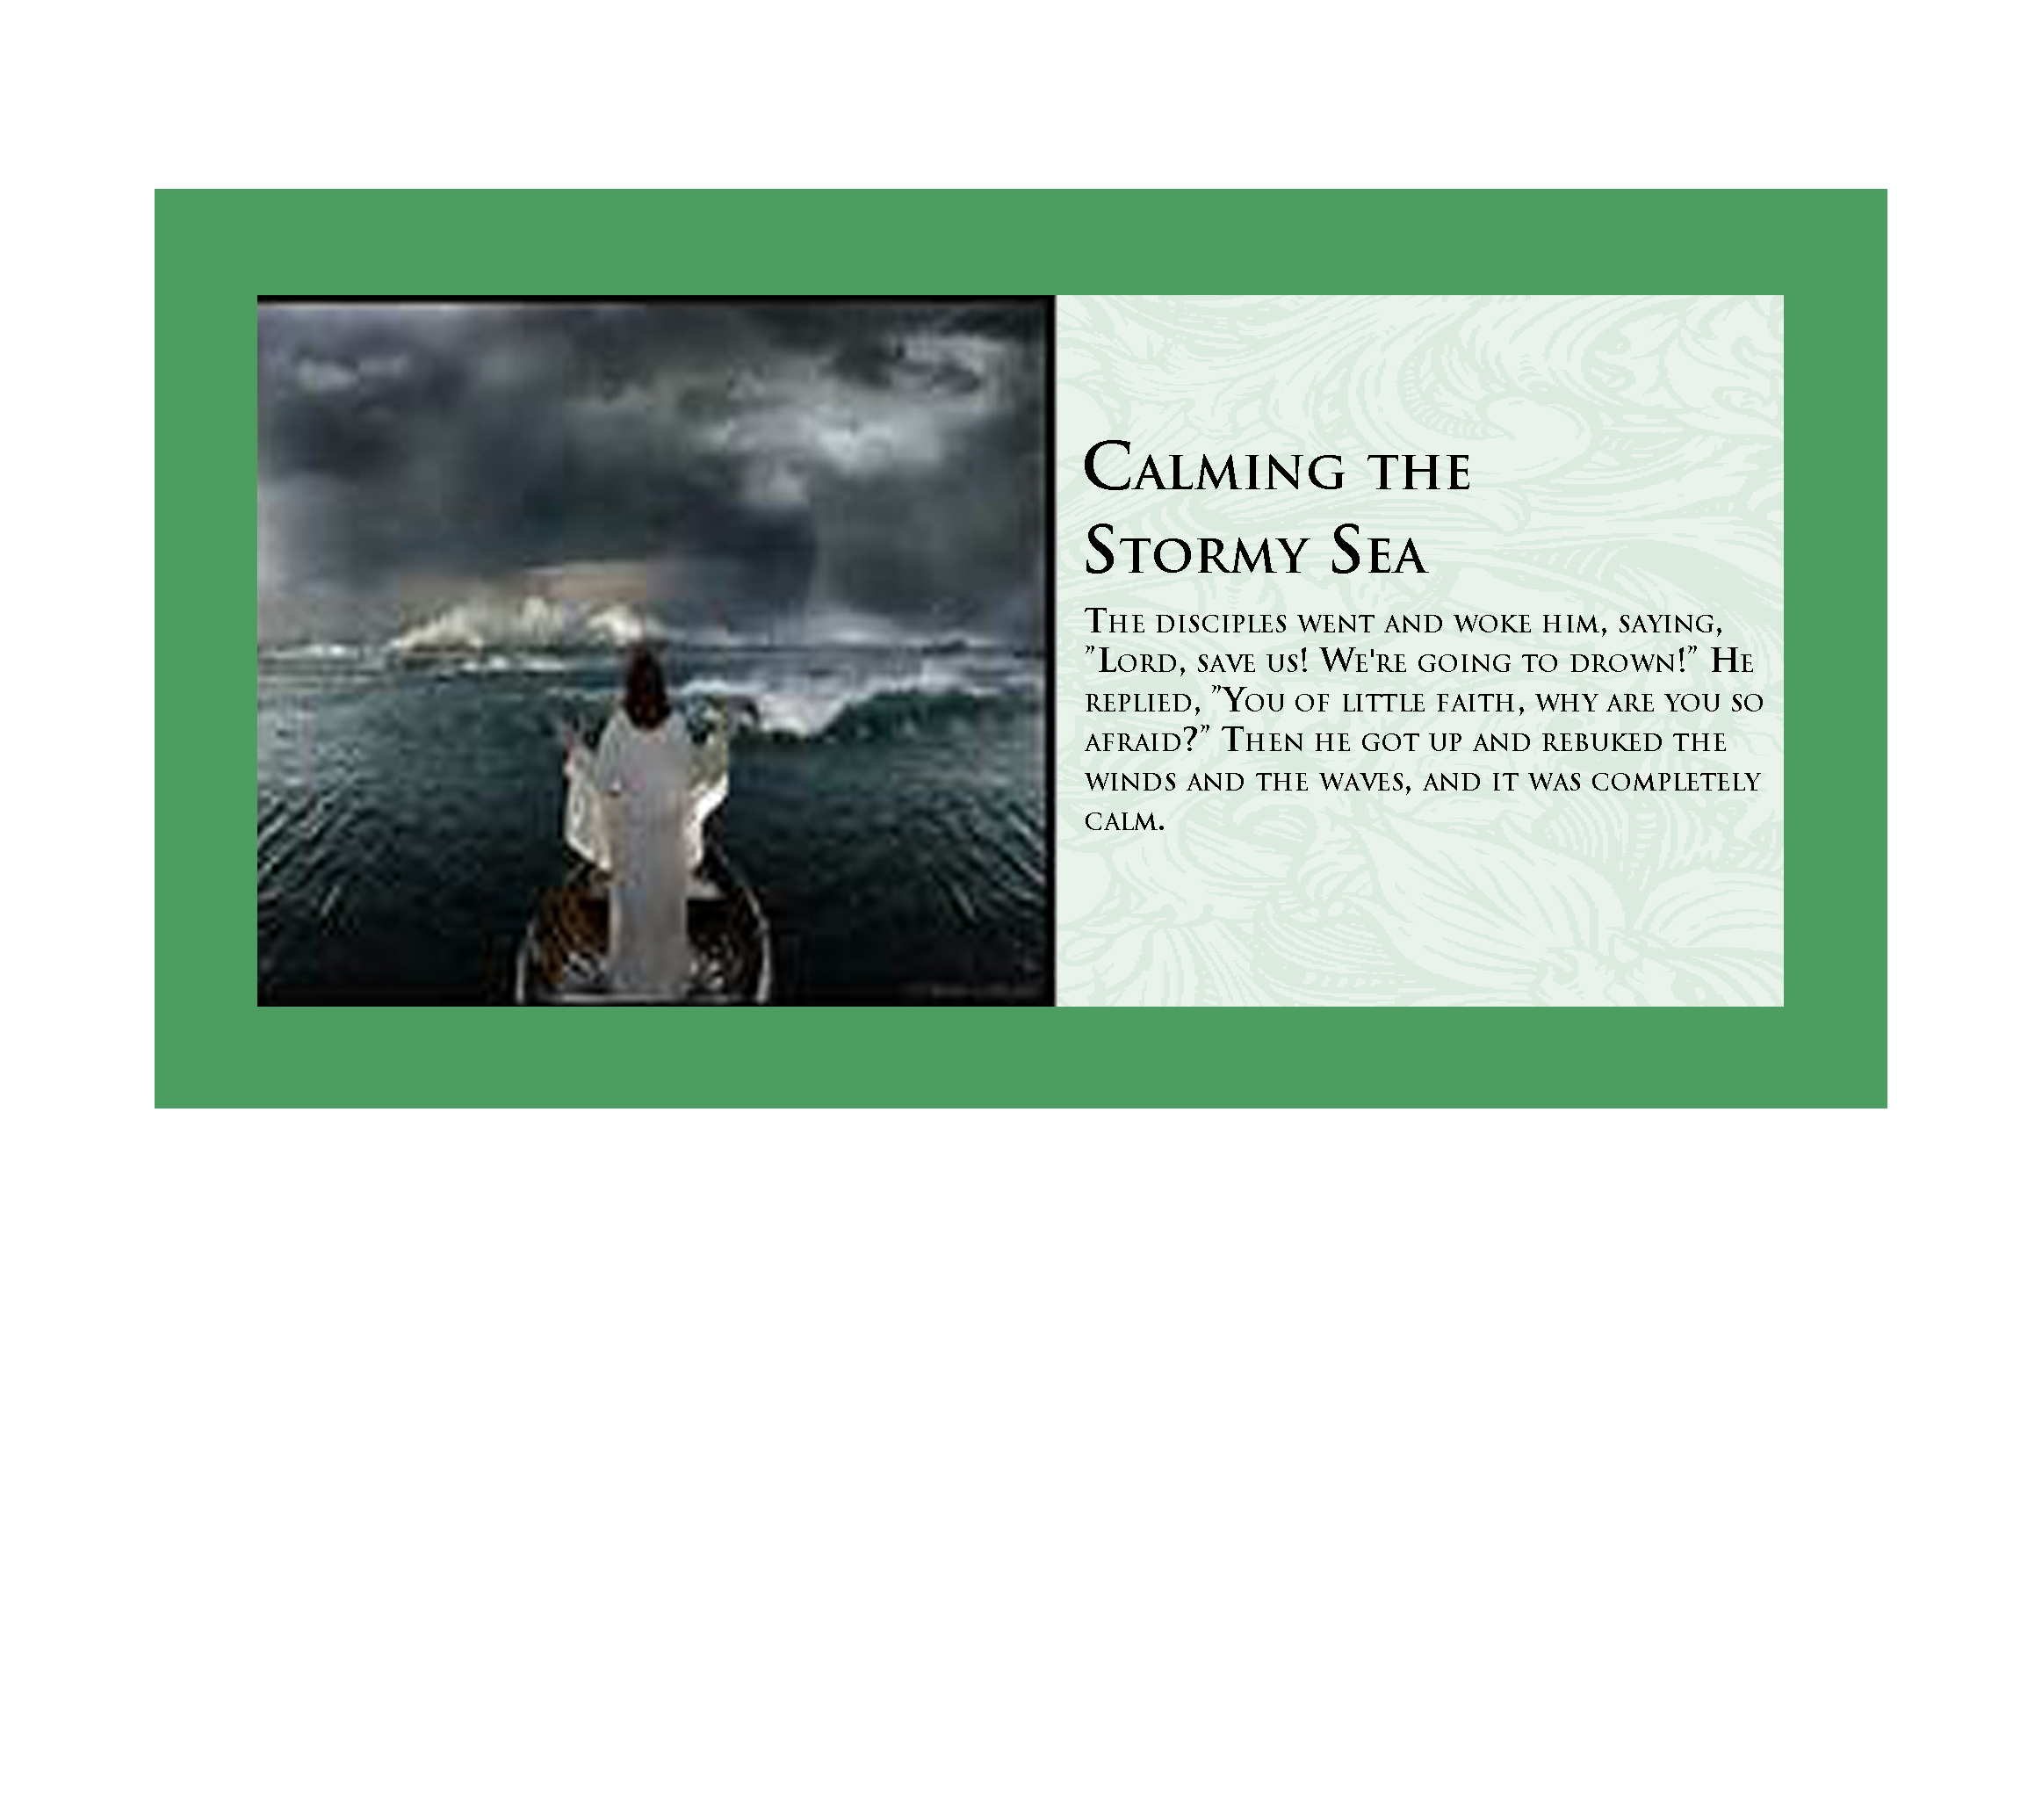 Calming the
Stormy Sea
The disciples went and woke him, saying,
”Lord, save us! We're going to drown!” He
replied, ”You of little faith, why are you so
afraid?” Then he got up and rebuked the
winds and the waves, and it was completely
calm.